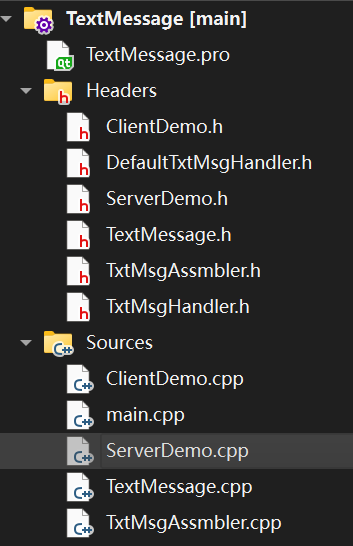 TextMessage [main]
TextMessage.pro
Headers
ClientDemo.h
DefaultTxtMsgHandler.h
ServerDemo.h
TextMessage.h
TxtMsgAssmbler.h
TxtMsgHandler.h
Sources
ClientDemo.cpp
main.cpp
ServerDemo.cpp
TextMessage.cpp
TxtMsgAssmbler.cpp